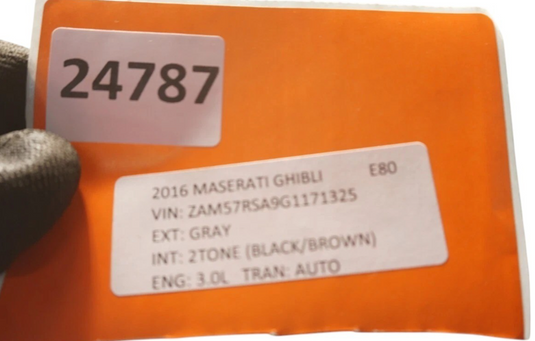 24787
2016 MASERATI GHIBLI E80
VIN: ZAM57RSA9G1171325
EXT: GRAY
INT: 2TONE (BLACK/BROWN)
ENG: 3.0L TRAN: AUTO